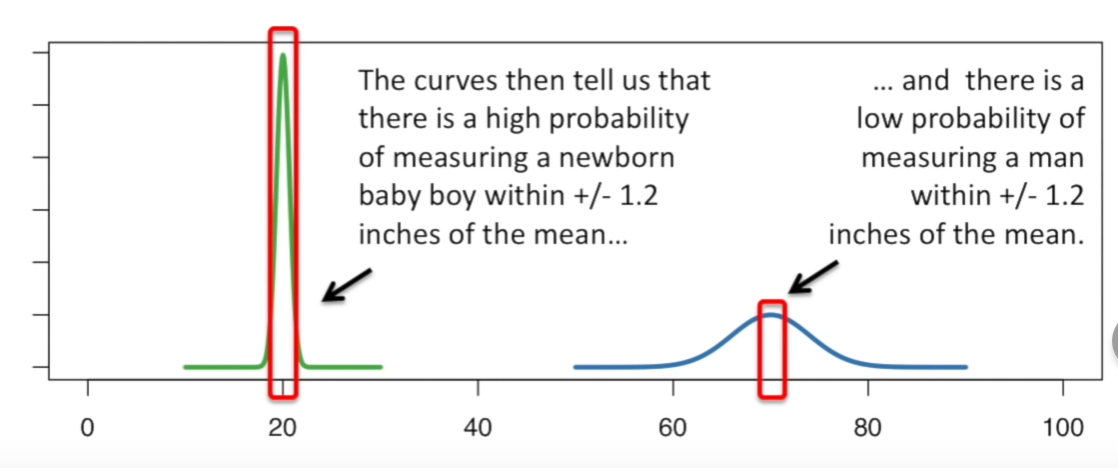 The curves then tell us that
there is a high probability
of measuring a newborn
baby boy within +/- 1.2
inches of the mean...
... and  there is a
low probability of
measuring a man
within +/- 1.2
inches of the mean.
0 20 40 60 80 100